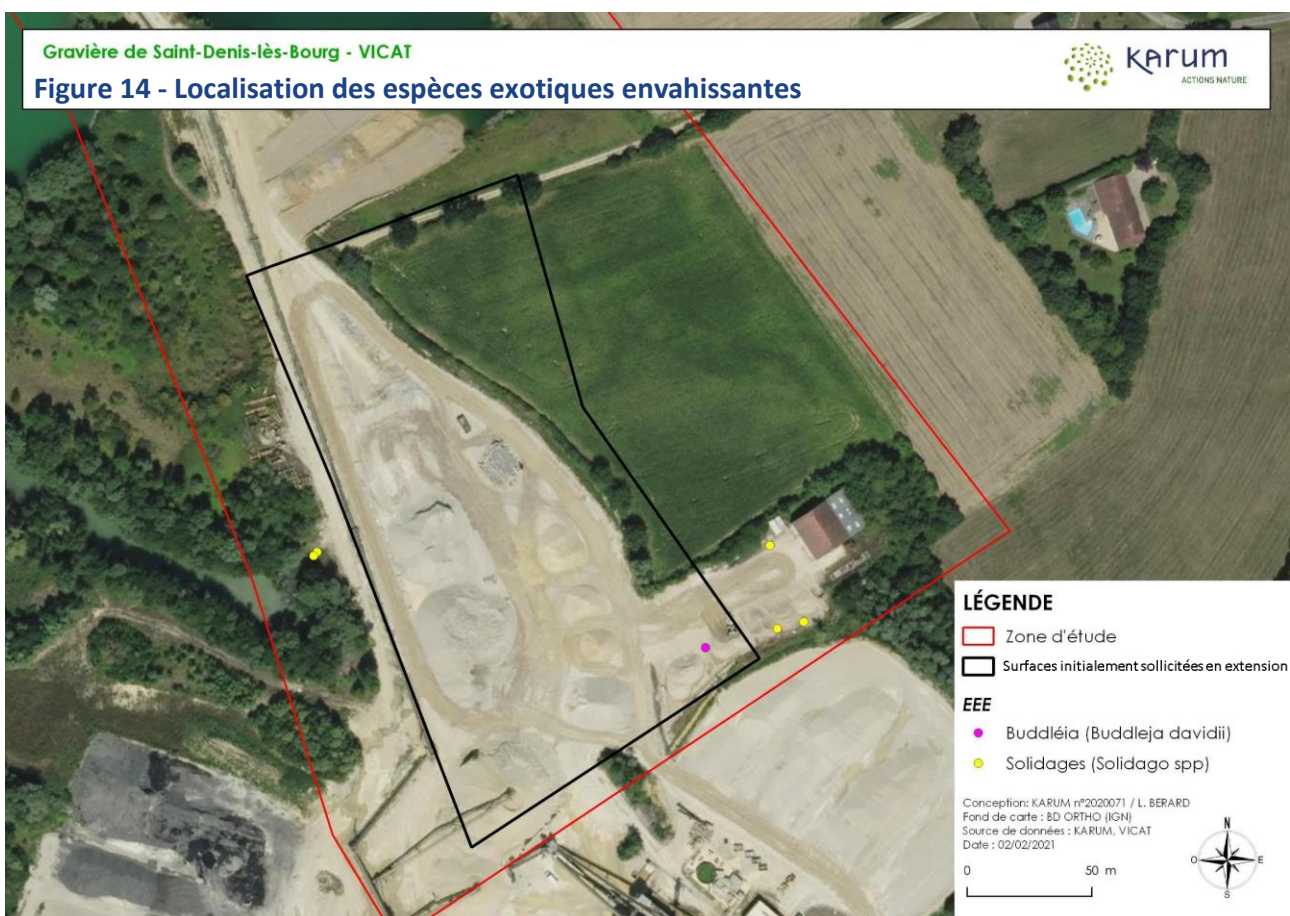 Gravière de Saint-Denis-lès-Bourg - VICAT
Figure 14 - Localisation des espèces exotiques envahissantes
Karum
ACTIONS NATURE
LÉGENDE
Zone d'étude
Surfaces initialement sollicitées en extension
EEE
Buddléia (Buddleja davidii)
Solidages (Solidago spp)
Conception: KARUM n°2020071 / L. BERARD
Fond de carte : BD ORTHO (IGN)
Source de données : KARUM, VICAT
Date : 02/02/2021
0 50 m
N
O E
S